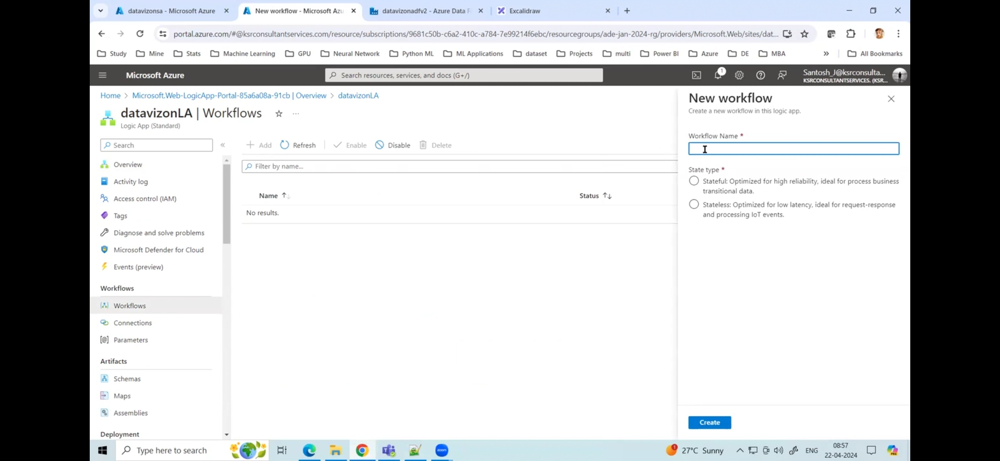 datavizonsa - Microsoft Azure
New workflow - Microsoft Azu
datavizonadfv2 - Azure Data F
Excalidraw
portal.azure.com/#@ksrconsultantservices.com/resource/subscriptions/9681c50b-c6a2-410c-a784-7e99214f6ebc/resourcegroups/ade-jan-2024-rg/providers/Microsoft.Web/sites/dat...
Study Mine Stats Machine Learning GPU Neural Network Python ML ML Applications dataset Projects multi Power BI Azure DE MBA » All Bookmarks
Microsoft Azure
Search resources, services, and docs (G+/)
1
Santosh_J@ksrconsulta...
KSRCONSULTANTSERVICES. (KSR...
Home > Microsoft.Web-LogicApp-Portal-85a6a08a-91cb | Overview > datavizonLA
datavizonLA | Workflows
Logic App (Standard)
Search
Overview
Activity log
Access control (IAM)
Tags
Diagnose and solve problems
Microsoft Defender for Cloud
Events (preview)
Workflows
Workflows
Connections
Parameters
Artifacts
Schemas
Maps
Assemblies
Deployment
Add Refresh Enable Disable Delete
Filter by name...
Name Status
No results.
New workflow
Create a new workflow in this logic app.
Workflow Name *
State type *
Stateful: Optimized for high reliability, ideal for process business
transitional data.
Stateless: Optimized for low latency, ideal for request-response
and processing IoT events.
Create
Type here to search
zoom
1
27°C Sunny
ENG
08:57
22-04-2024
PRE